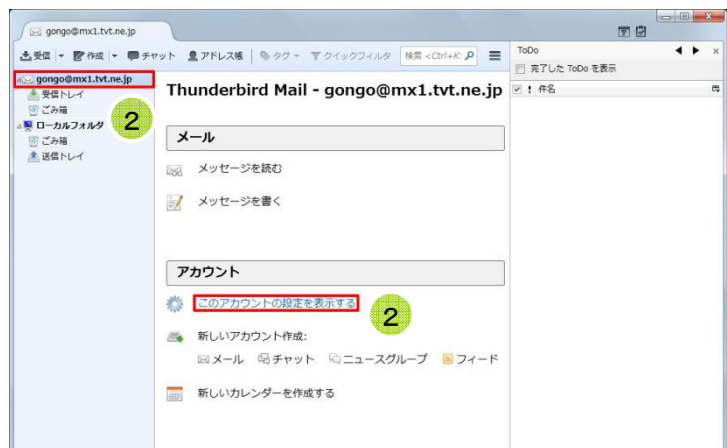 gongo@mx1.tvt.ne.jp
受信 作成 チャット アドレス帳 タグ クイックフィルタ 検索 <Ctrl+K
ToDo
完了した ToDo を表示
! 件名
gongo@mx1.tvt.ne.jp
受信トレイ
ごみ箱
ローカルフォルダ
ごみ箱
送信トレイ
2
Thunderbird Mail - gongo@mx1.tvt.ne.jp
メール
メッセージを読む
メッセージを書く
アカウント
このアカウントの設定を表示する
2
新しいアカウント作成:
メール チャット ニュースグループ フィード
新しいカレンダーを作成する